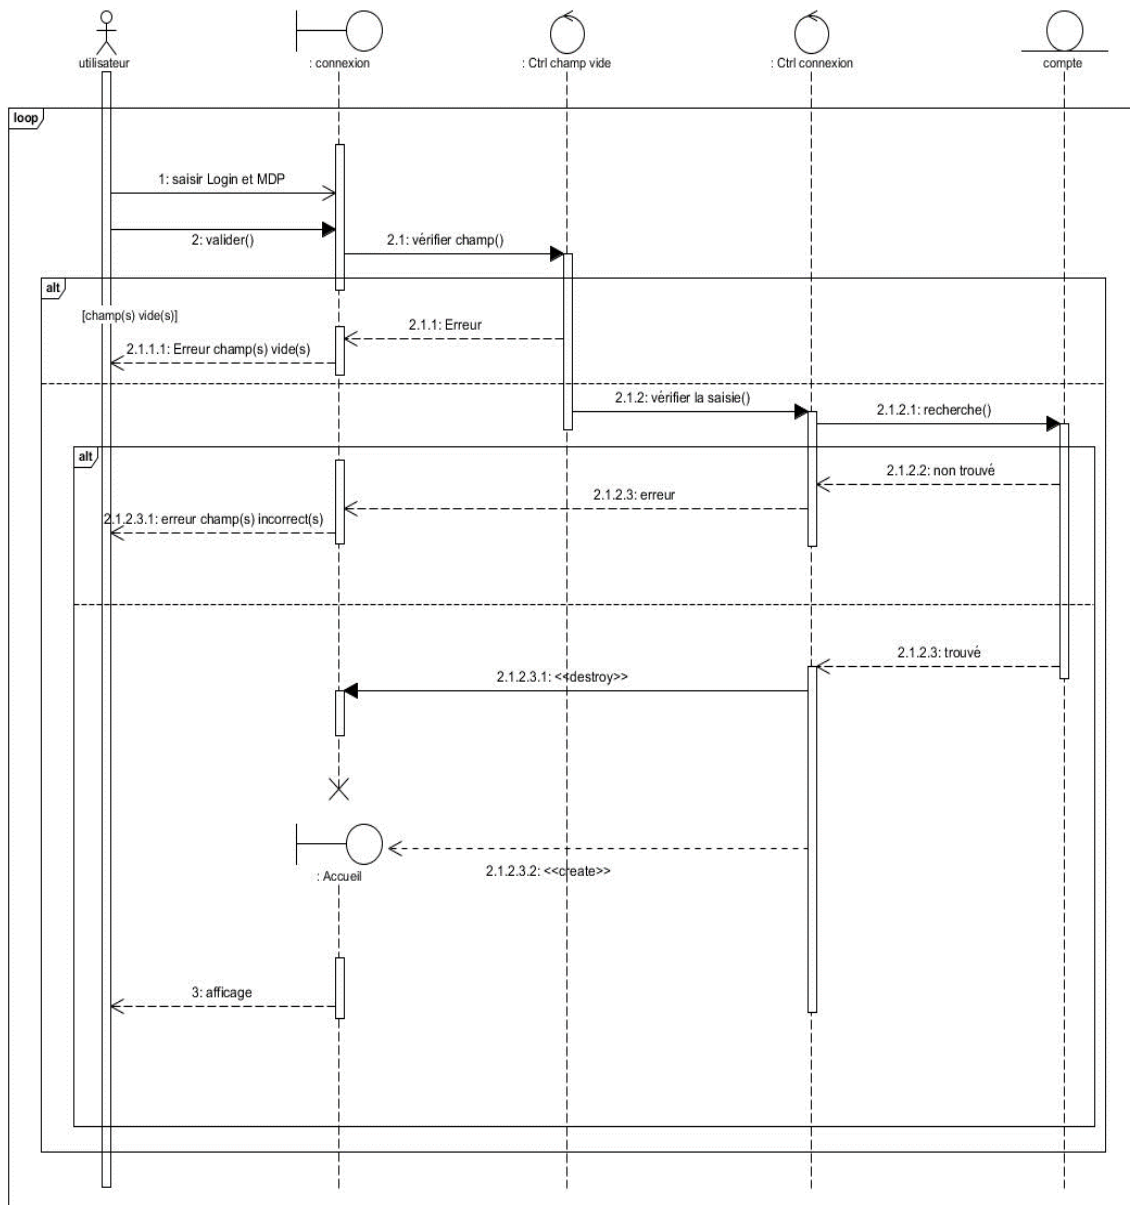 utilisateur
: connexion
: Ctrl champ vide
: Ctrl connexion
compte
loop
1: saisir Login et MDP
2: valider()
2.1: vérifier champ()
alt
[champ(s) vide(s)]
2.1.1: Erreur
2.1.1.1: Erreur champ(s) vide(s)
2.1.2: vérifier la saisie()
2.1.2.1: recherche()
alt
2.1.2.2: non trouvé
2.1.2.3: erreur
2.1.2.3.1: erreur champ(s) incorrect(s)
2.1.2.3: trouvé
2.1.2.3.1: <<destroy>>
: Accueil
2.1.2.3.2: <<create>>
3: afficage